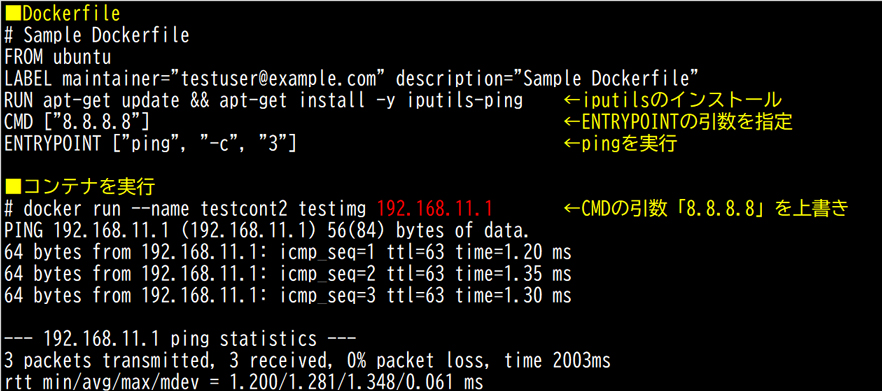 ■Dockerfile
# Sample Dockerfile
FROM ubuntu
LABEL maintainer=”testuser@example.com” description=”Sample Dockerfile”
RUN apt-get update && apt-get install -y iputils-ping ←iputilsのインストール
CMD [”8.8.8.8”] ←ENTRYPOINTの引数を指定
ENTRYPOINT [”ping”, ”-c”, ”3”] ←pingを実行
■コンテナを実行
# docker run --name testcont2 testimg 192.168.11.1 ←CMDの引数「8.8.8.8」を上書き
PING 192.168.11.1 (192.168.11.1) 56(84) bytes of data.
64 bytes from 192.168.11.1: icmp_seq=1 ttl=63 time=1.20 ms
64 bytes from 192.168.11.1: icmp_seq=2 ttl=63 time=1.35 ms
64 bytes from 192.168.11.1: icmp_seq=3 ttl=63 time=1.30 ms
--- 192.168.11.1 ping statistics ---
3 packets transmitted, 3 received, 0% packet loss, time 2003ms
rtt min/avg/max/mdev = 1.200/1.281/1.348/0.061 ms